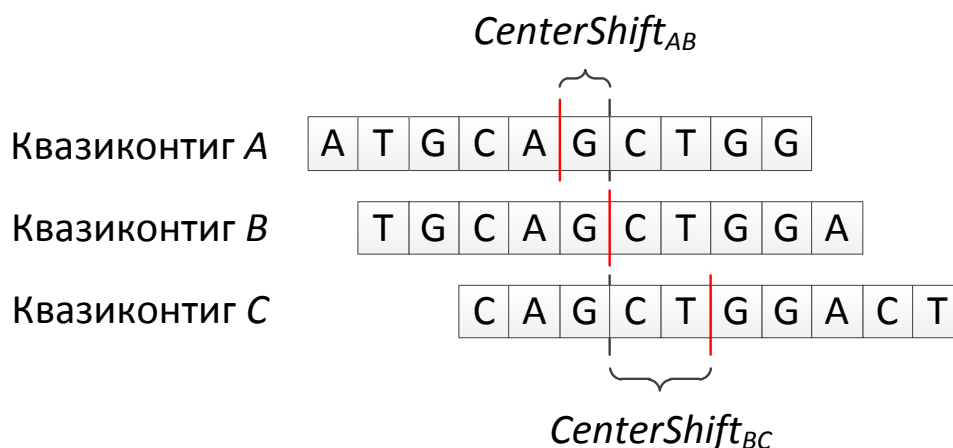 CenterShiftAB
Квазиконтиг A A T G C A G C T G G
Квазиконтиг B T G C A G C T G G A
Квазиконтиг C C A G C T G G A C T
CenterShiftBC